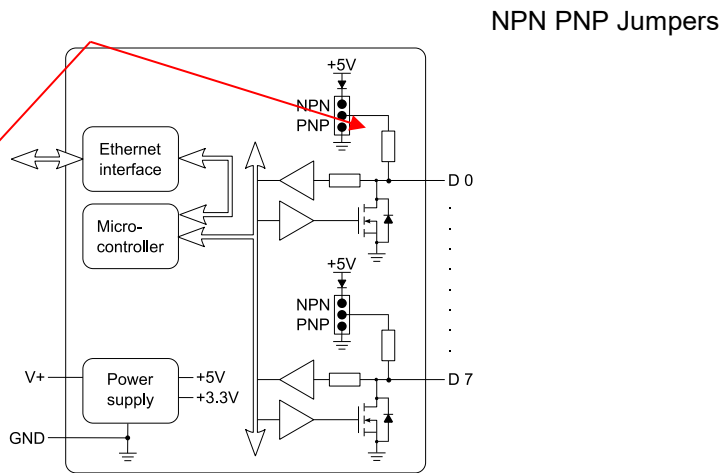 NPN PNP Jumpers
+5V
NPN
PNP
Ethernet
interface
D 0
Micro-
controller
+5V
NPN
PNP
V+
Power
supply
+5V
+3.3V
D 7
GND